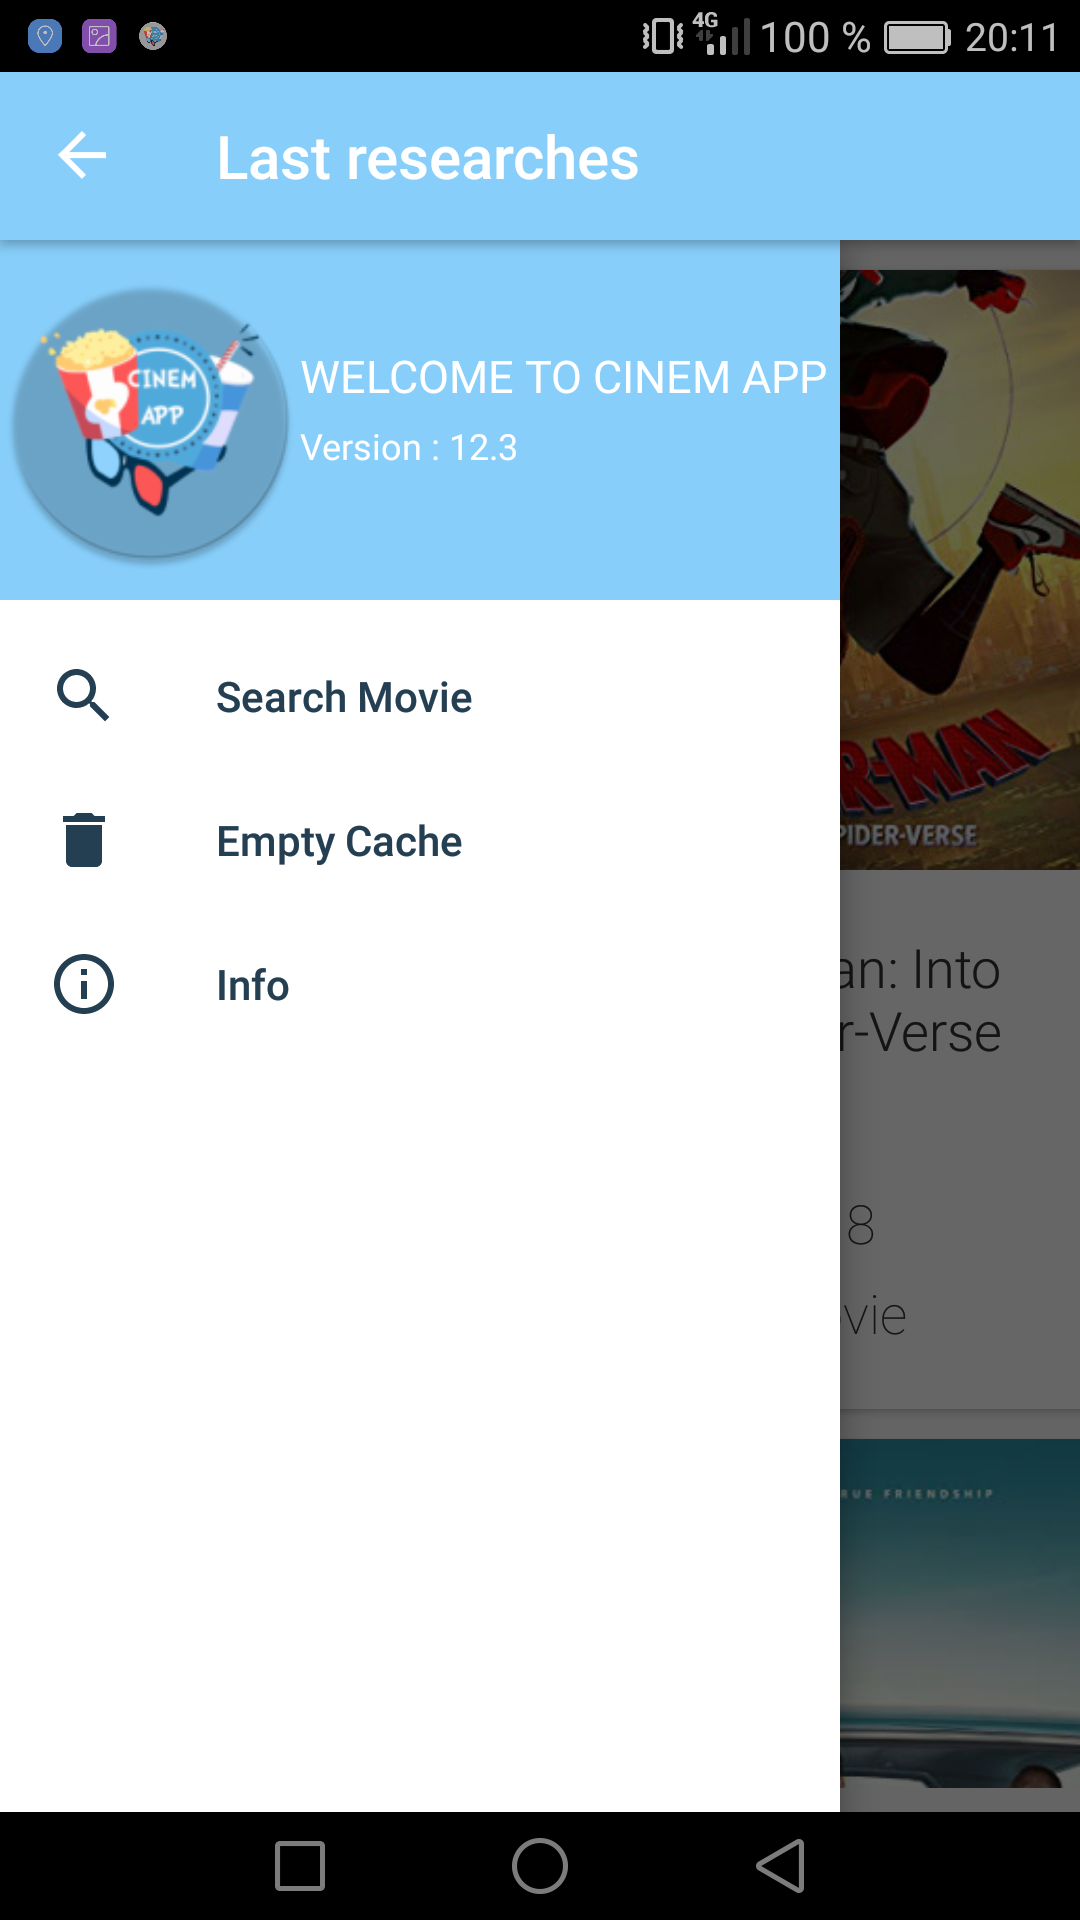 4G 100 % 20:11
Last researches
CINEM
APP
WELCOME TO CINEM APP
Version : 12.3
Search Movie
Empty Cache
Info
R-MAN
PIDER-VERSE
an: Into
r-Verse
8
vie
RUE FRIENDSHIP